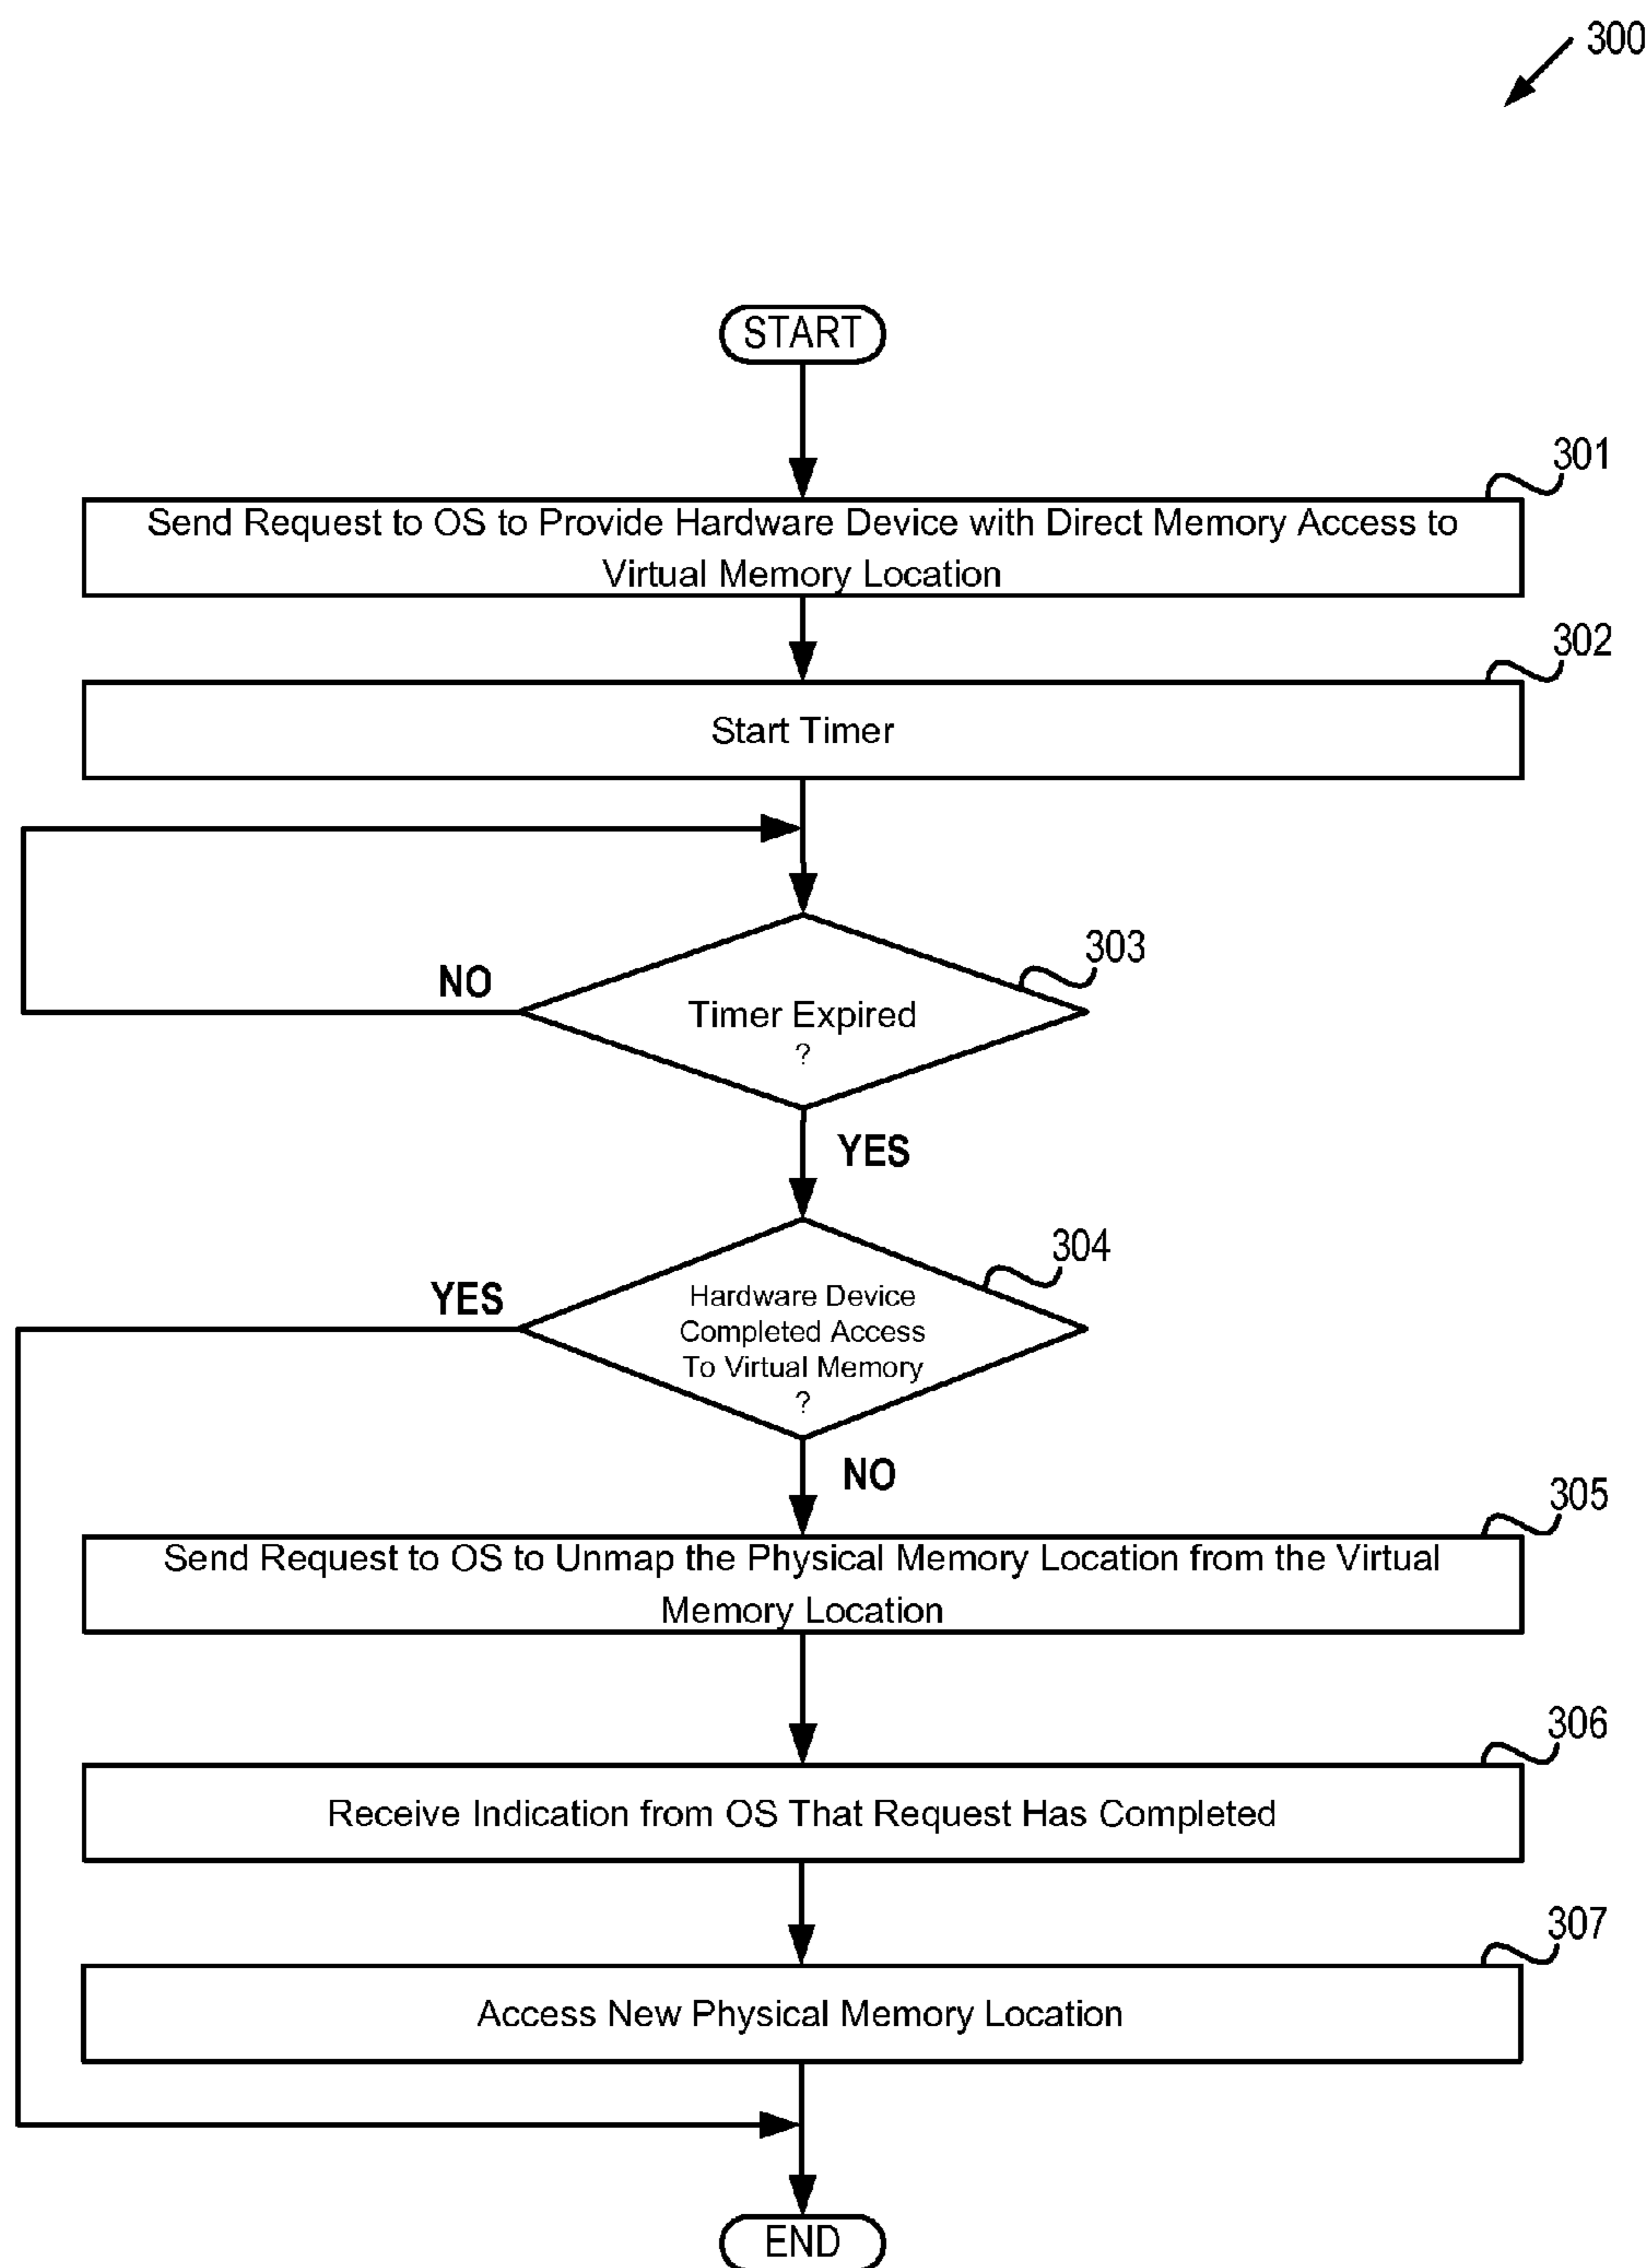 300
START
301
Send Request to OS to Provide Hardware Device with Direct Memory Access to
Virtual Memory Location
302
Start Timer
303
NO
Timer Expired
?
YES
304
YES
Hardware Device
Completed Access
To Virtual Memory
?
NO
305
Send Request to OS to Unmap the Physical Memory Location from the Virtual
Memory Location
306
Receive Indication from OS That Request Has Completed
307
Access New Physical Memory Location
END